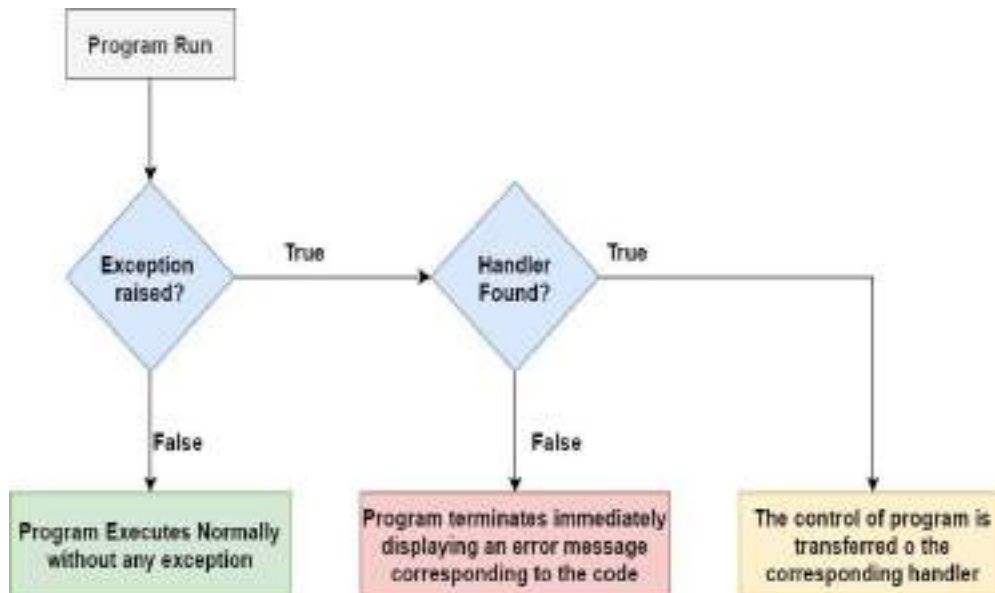 Program Run
Exception
raised?
True
Handler
Found?
True
False
False
Program Executes Normally
without any exception
Program terminates immediately
displaying an error message
corresponding to the code
The control of program is
transferred o the
corresponding handler